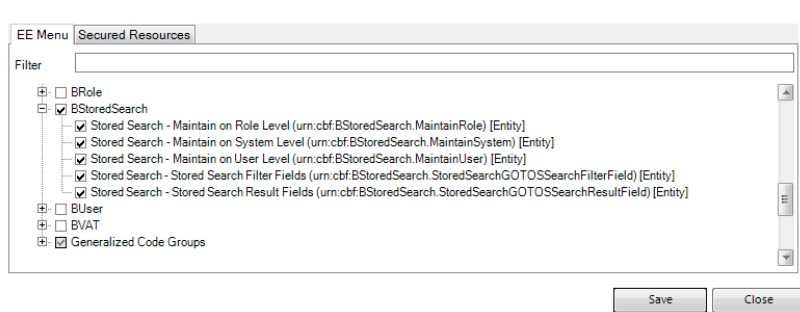 EE Menu Secured Resources
Filter
BRole
BStoredSearch
Stored Search - Maintain on Role Level (urn:cbf:BStoredSearch.MaintainRole) [Entity]
Stored Search - Maintain on System Level (urn:cbf:BStoredSearch.MaintainSystem) [Entity]
Stored Search - Maintain on User Level (urn:cbf:BStoredSearch.MaintainUser) [Entity]
Stored Search - Stored Search Filter Fields (urn:cbf:BStoredSearch.StoredSearchGOTOSSearchFilterField) [Entity]
Stored Search - Stored Search Result Fields (urn:cbf:BStoredSearch.StoredSearchGOTOSSearchResultField) [Entity]
BUser
BVAT
Generalized Code Groups
Save Close